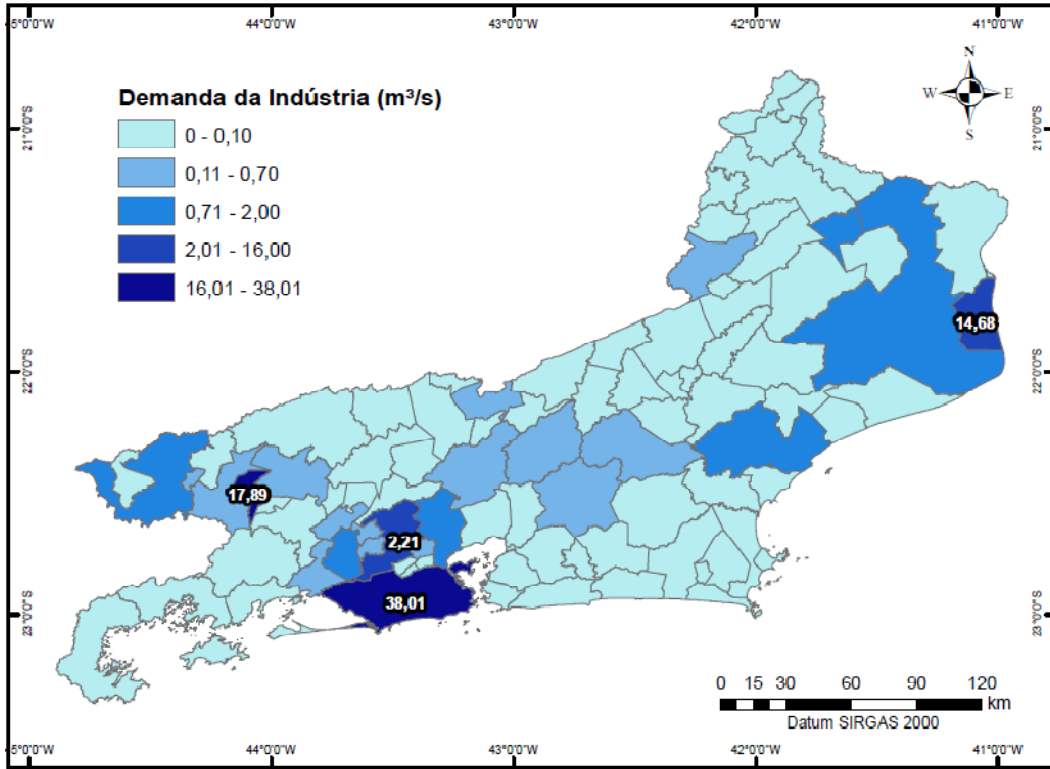 45°0'0"W 44°0'0"W 43°0'0"W 42°0'0"W 41°0'0"W
N
W E
S
Demanda da Indústria (m³/s)
0 - 0,10
0,11 - 0,70
0,71 - 2,00
2,01 - 16,00
16,01 - 38,01
21°0'0"S 21°0'0"S
14,68
22°0'0"S 22°0'0"S
17,89
2,21
38,01
23°0'0"S 23°0'0"S
0 15 30 60 90 120
km
Datum SIRGAS 2000
45°0'0"W 44°0'0"W 43°0'0"W 42°0'0"W 41°0'0"W